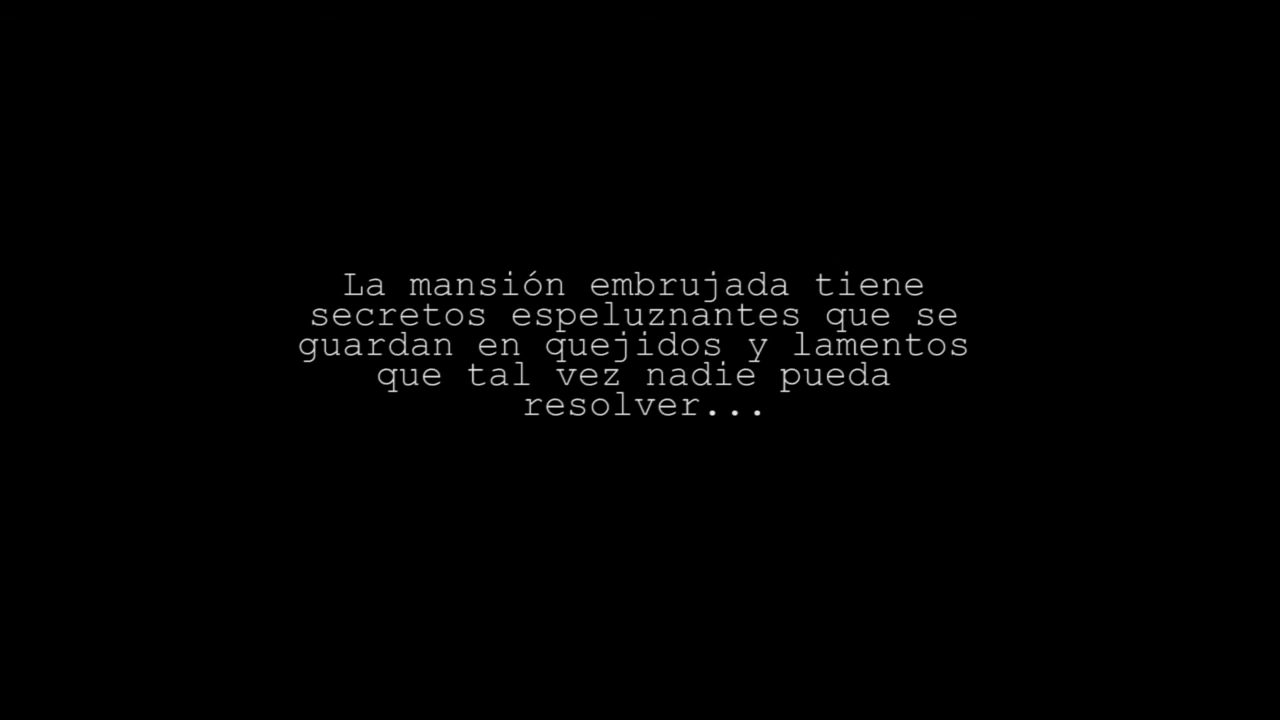 La mansión embrujada tiene
secretos espeluznantes que se
guardan en quejidos y lamentos
que tal vez nadie pueda
resolver...